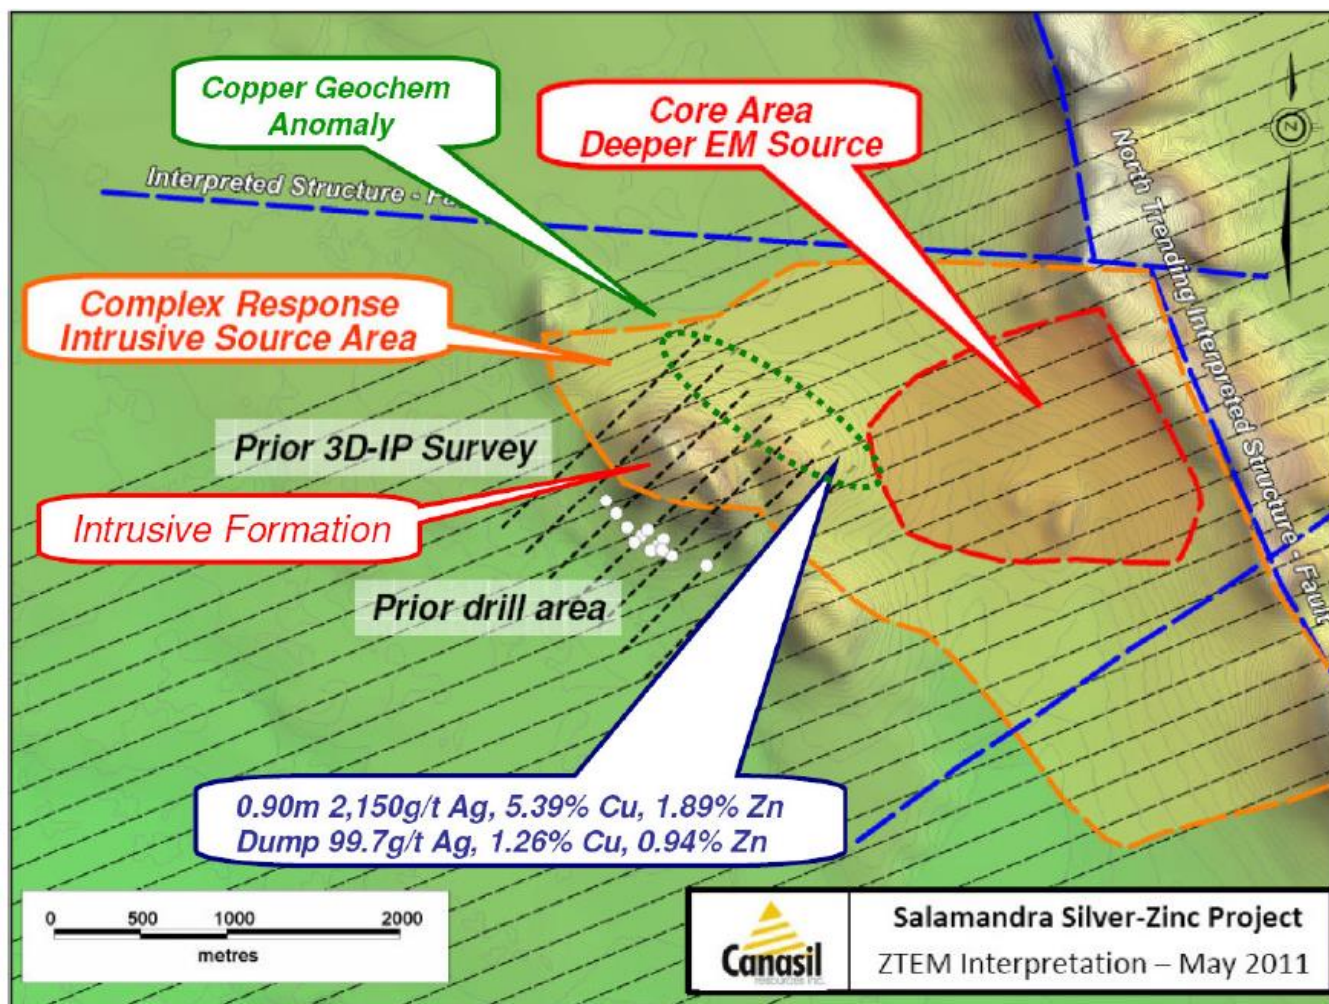 Copper Geochem
Anomaly
Core Area
Deeper EM Source
Interpreted Structure - Fa
North Trending Interpreted Structure - Fault
N
Complex Response
Intrusive Source Area
Prior 3D-IP Survey
Intrusive Formation
Prior drill area
0.90m 2,150g/t Ag, 5.39% Cu, 1.89% Zn
Dump 99.7g/t Ag, 1.26% Cu, 0.94% Zn
0 500 1000 2000
metres
Canasil
resources inc.
Salamandra Silver-Zinc Project
ZTEM Interpretation – May 2011